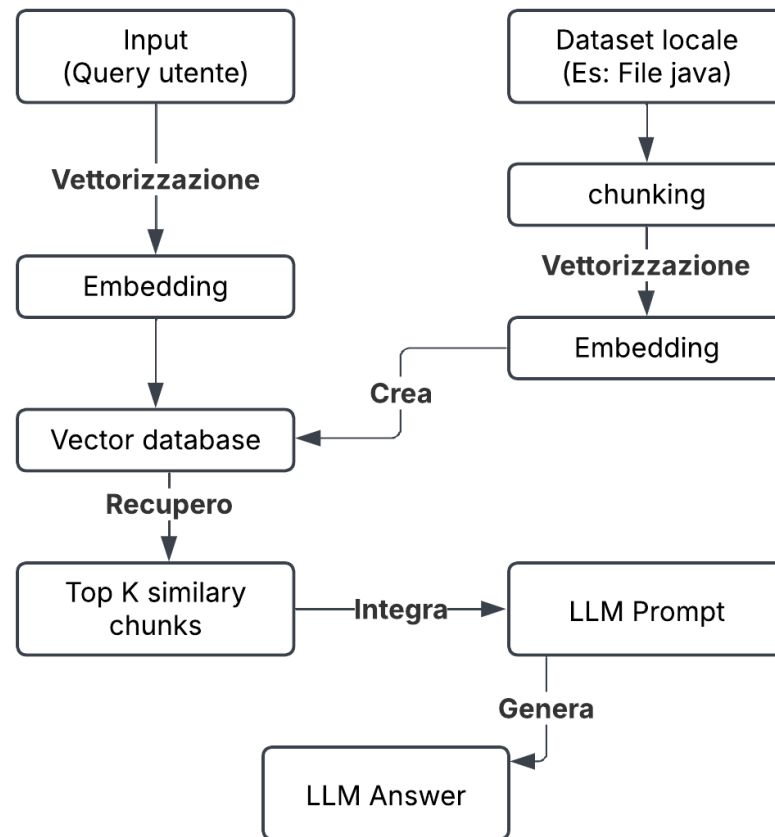 Input
(Query utente)
Dataset locale
(Es: File java)
Vettorizzazione
chunking
Vettorizzazione
Embedding
Embedding
Crea
Vector database
Recupero
Top K similary
chunks
Integra
LLM Prompt
Genera
LLM Answer